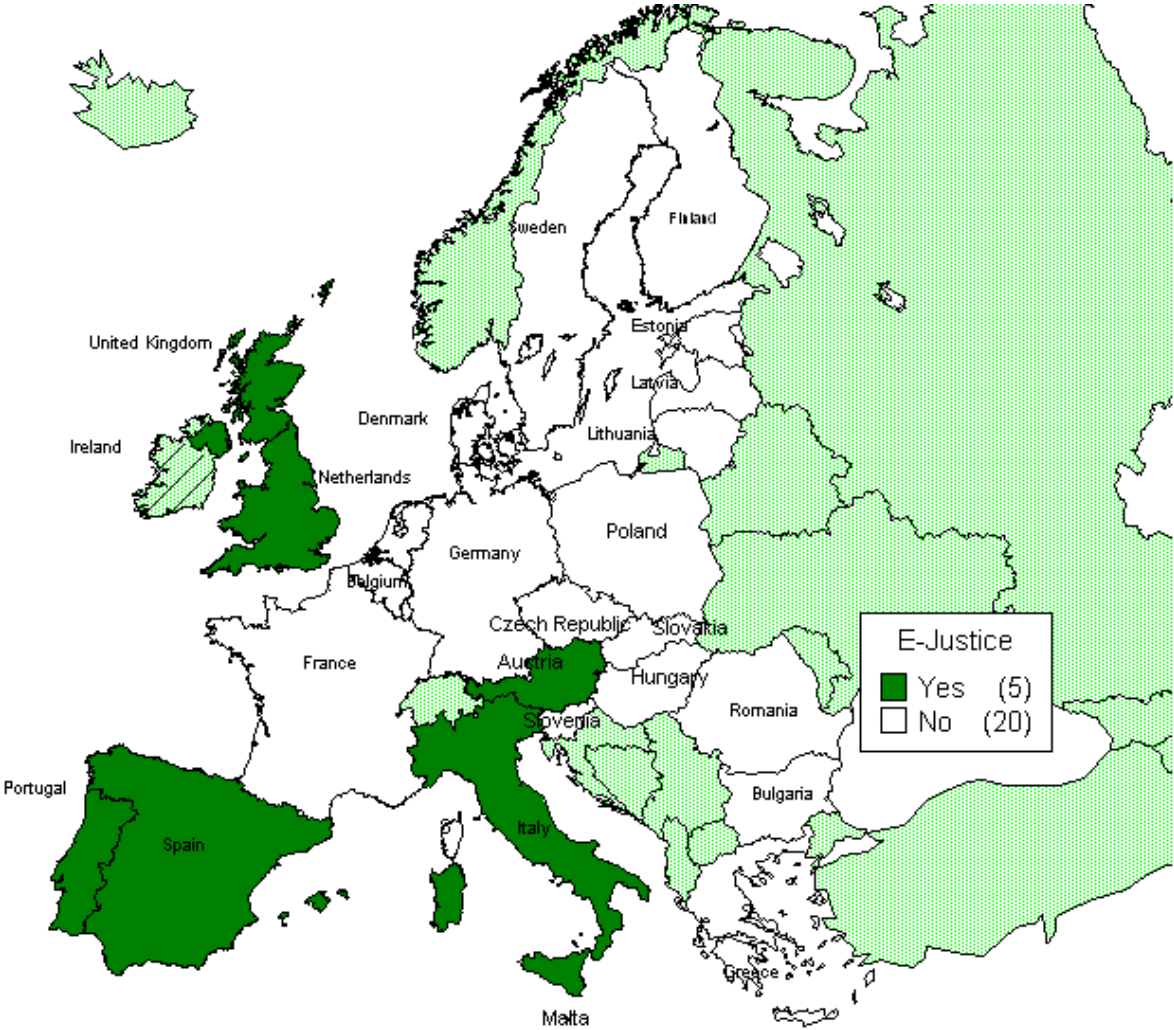 Sweden
Finland
Estonia
United Kingdom
Latvia
Denmark
Lithuania
Ireland
Netherlands
Poland
Germany
Belgium
Czech Republic
Slovakia
E-Justice
France
Austria
Hungary
Yes (5)
Romania
Slovenia
No (20)
Portugal
Bulgaria
Italy
Spain
Greece
Malta